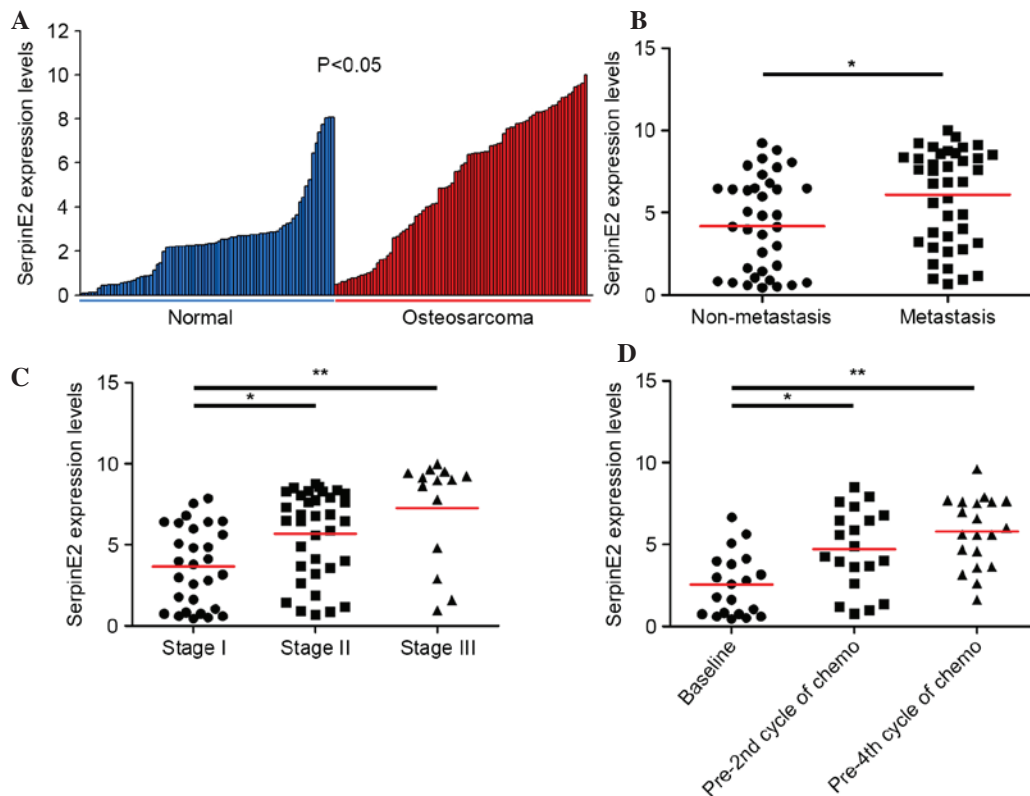 A
SerpinE2 expression levels
12
10
8
6
4
2
0
P<0.05
Normal
Osteosarcoma
B
SerpinE2 expression levels
15
10
5
0
*
Non-metastasis
Metastasis
C
SerpinE2 expression levels
15
10
5
0
**
*
Stage I
Stage II
Stage III
D
SerpinE2 expression levels
15
10
5
0
**
*
Baseline
Pre-2nd cycle of chemo
Pre-4th cycle of chemo